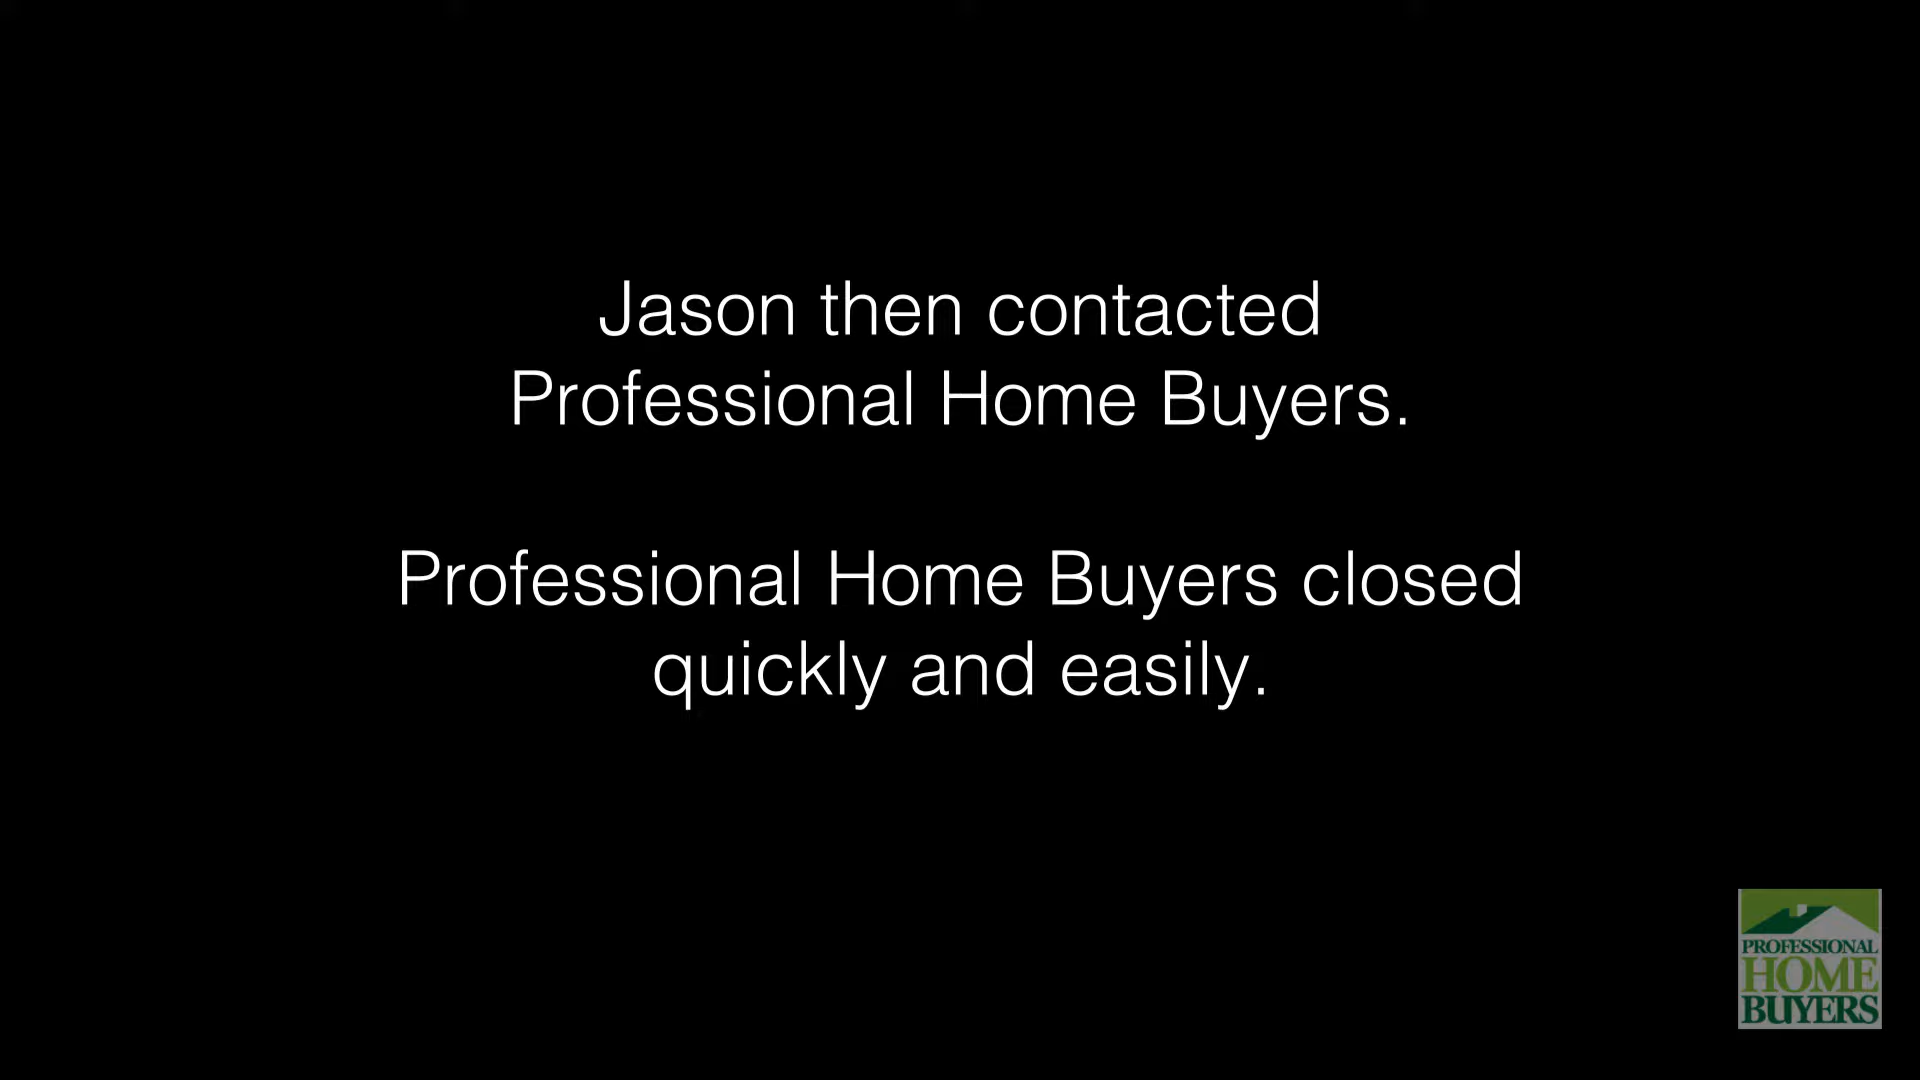 Jason then contacted
Professional Home Buyers.
Professional Home Buyers closed
quickly and easily.
PROFESSIONAL
HOME
BUYERS